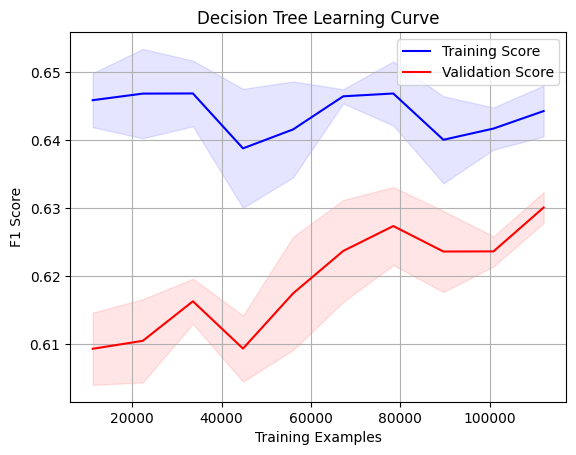 Decision Tree Learning Curve
Training Score
Validation Score
F1 Score
0.65
0.64
0.63
0.62
0.61
20000 40000 60000 80000 100000
Training Examples